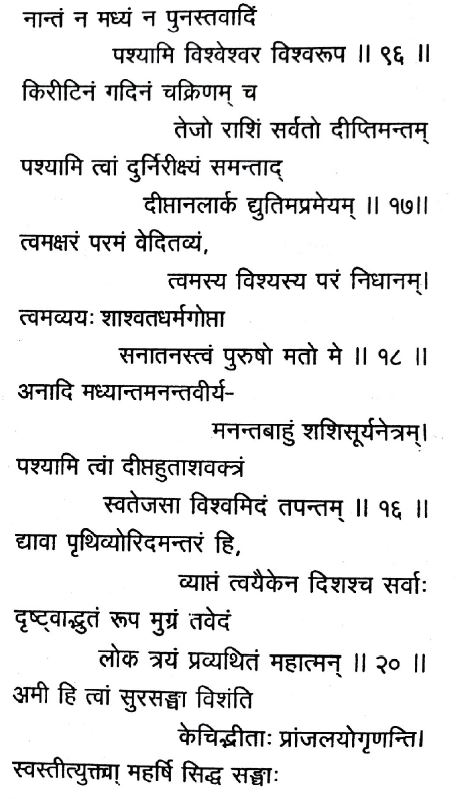 नान्तं न मध्यं न पुनस्तवादिं
पश्यामि विश्वेश्वर विश्वरूप ॥ ९६ ॥
किरीटिनं गदिनं चक्रिणम् च
तेजो राशिं सर्वतो दीप्तिमन्तम्
पश्यामि त्वां दुर्निरीक्ष्यं समन्ताद्
दीप्तानलार्क द्युतिमप्रमेयम् ॥ १७॥
त्वमक्षरं परमं वेदितव्यं,
त्वमस्य विश्यस्य परं निधानम्।
त्वमव्ययः शाश्वतधर्मगोप्ता
सनातनस्त्वं पुरुषो मतो मे ॥ १८ ॥
अनादि मध्यान्तमनन्तवीर्य-
मनन्तबाहुं शशिसूर्यनेत्रम्।
पश्यामि त्वां दीप्तहुताशवक्त्रं
स्वतेजसा विश्वमिदं तपन्तम् ॥ १६ ॥
द्यावा पृथिव्योरिदमन्तरं हि,
व्याप्तं त्वयैकेन दिशश्च सर्वाः
दृष्ट्वाद्भुतं रूप मुग्रं तवेदं
लोक त्रयं प्रव्यथितं महात्मन् ॥ २० ॥
अमी हि त्वां सुरसङ्घा विशंति
केचिद्भीताः प्रांजलयोगृणन्ति।
स्वस्तीत्युक्त्वा महर्षि सिद्ध सङ्घाः